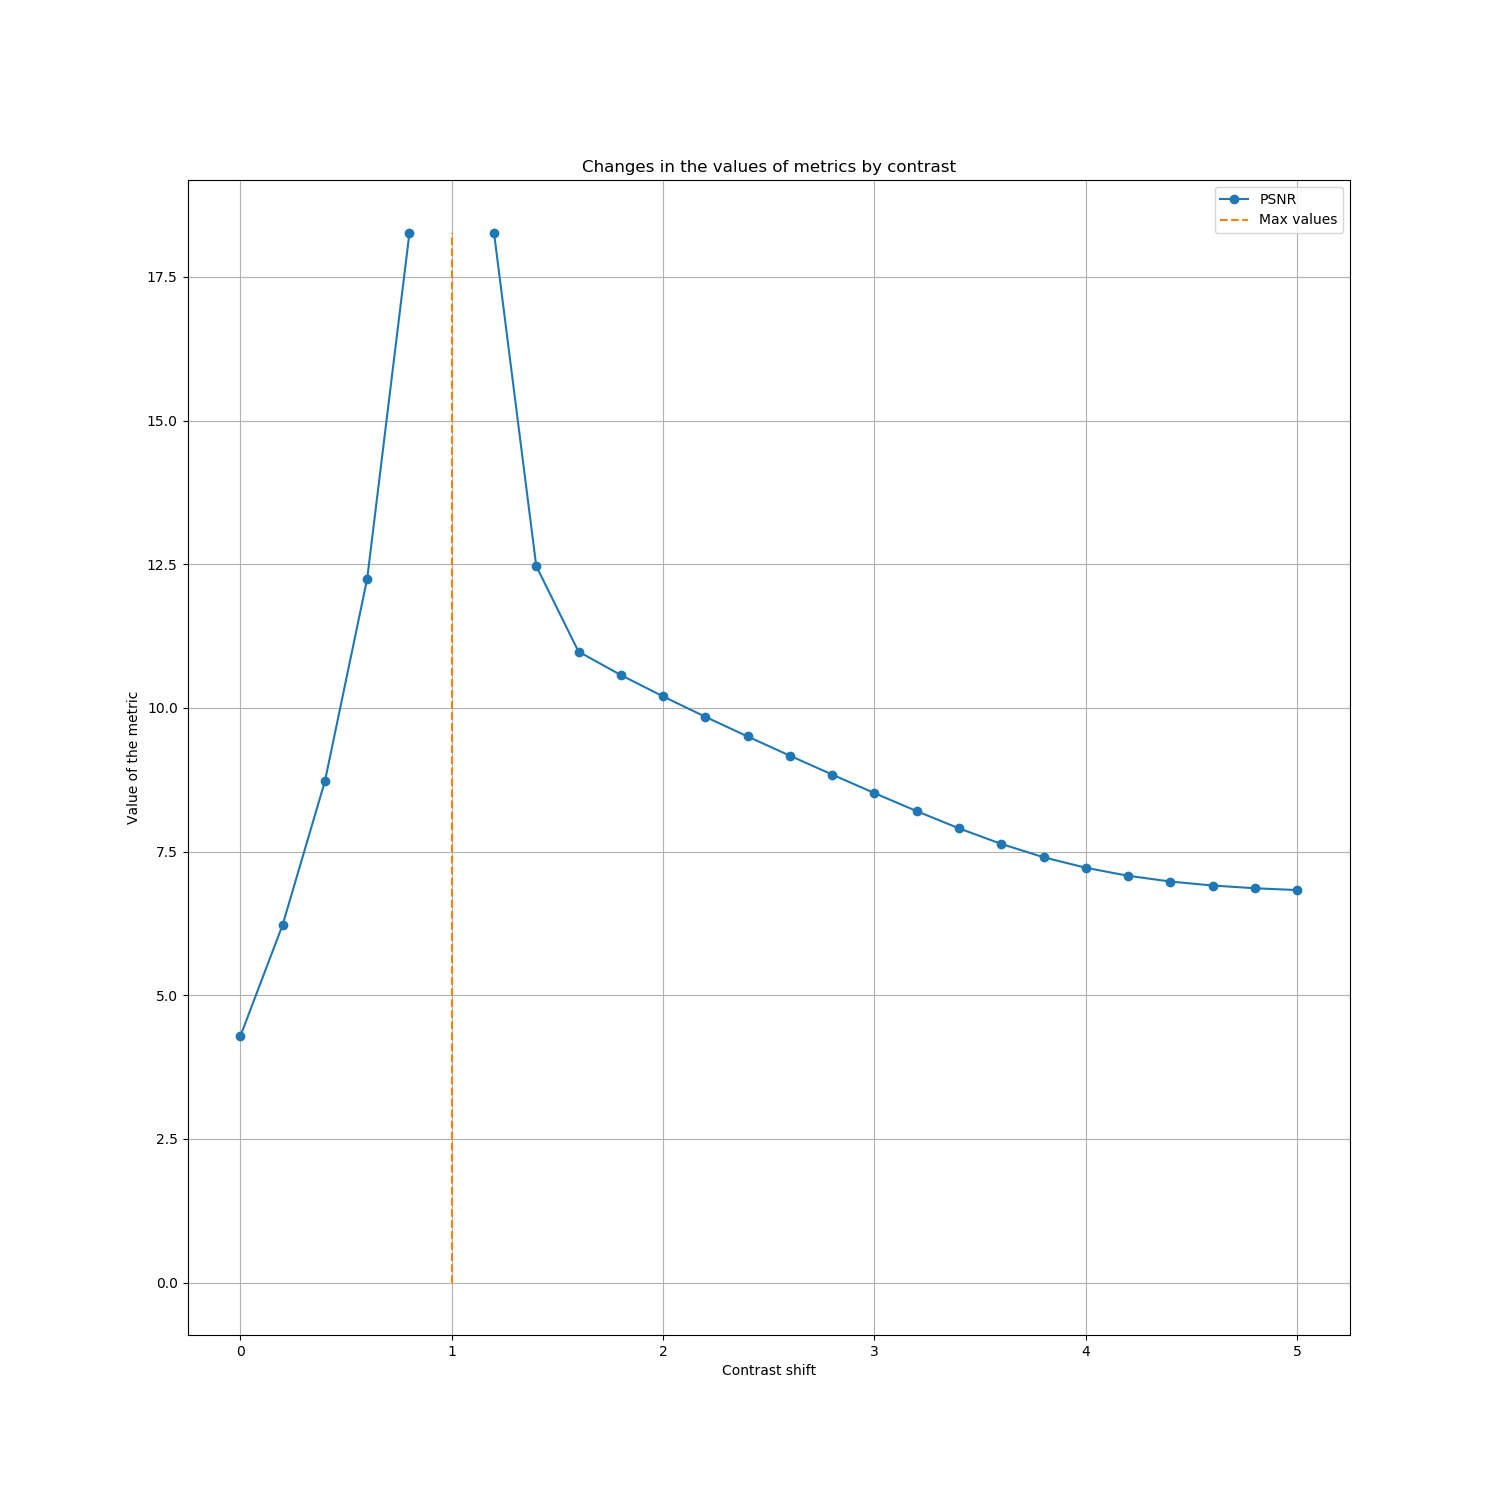 Changes in the values of metrics by contrast
PSNR
Max values
17.5
15.0
12.5
10.0
7.5
5.0
2.5
0.0
Value of the metric
0 1 2 3 4 5
Contrast shift